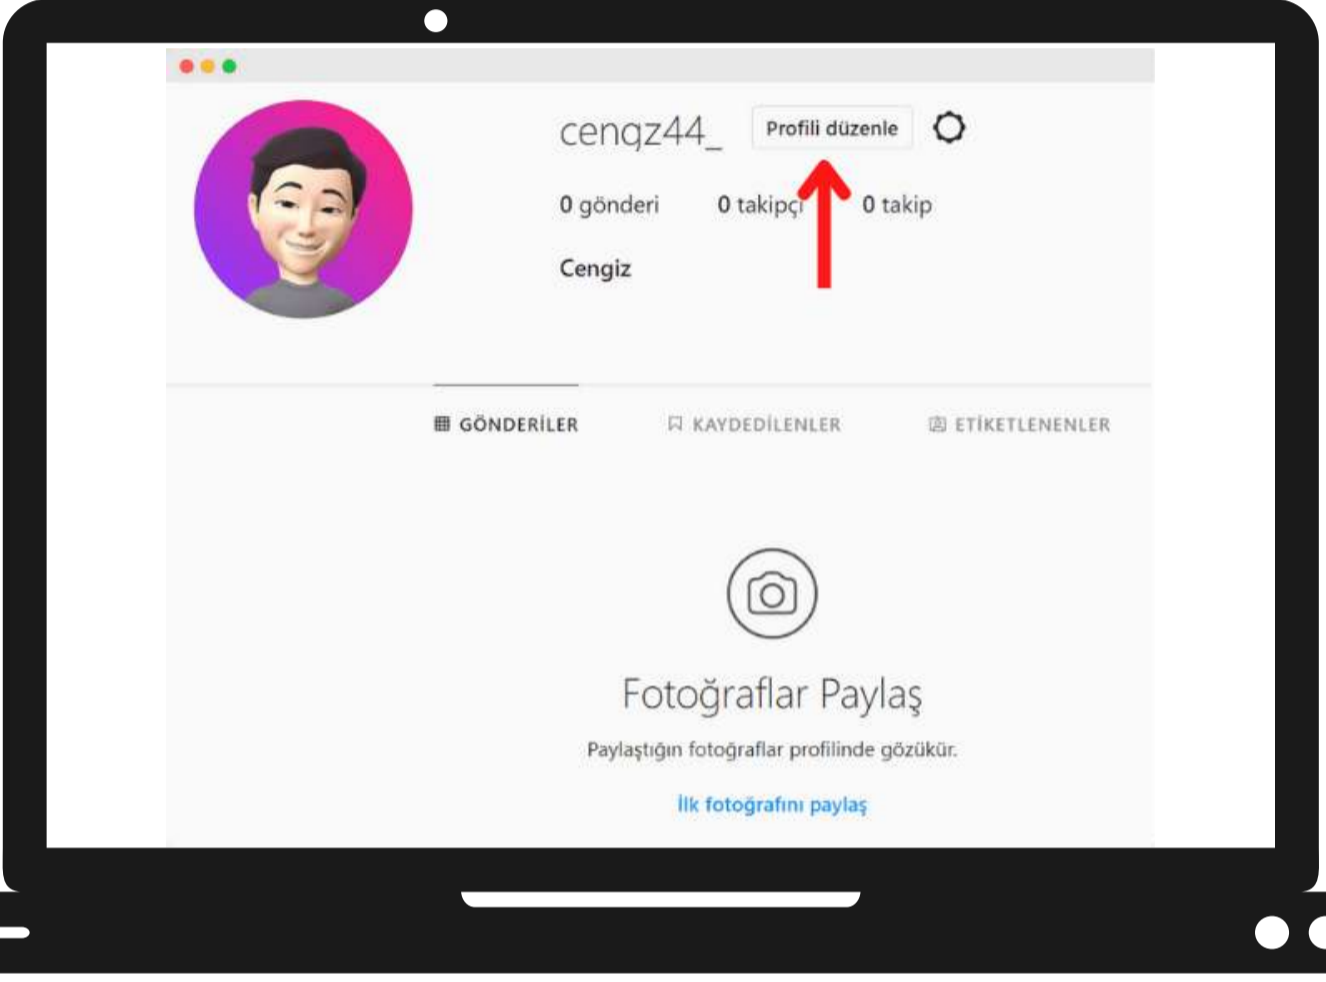 cengz44_ Profili düzenle
0 gönderi 0 takipçi 0 takip
Cengiz
GÖNDERİLER KAYDEDİLENLER ETİKETLENENLER
Fotoğraflar Paylaş
Paylaştığın fotoğraflar profilinde gözükür.
İlk fotoğrafını paylaş